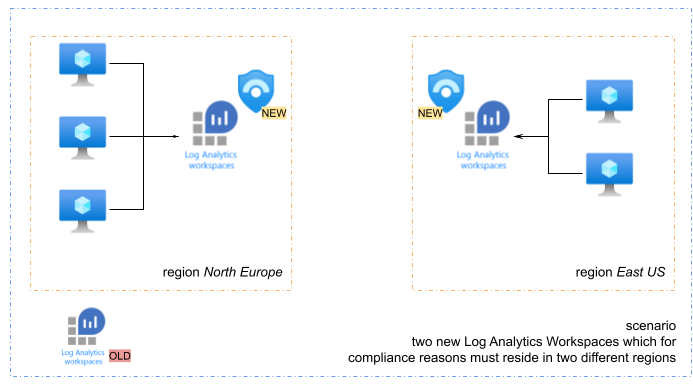 NEW
Log Analytics
workspaces
region North Europe
NEW
Log Analytics
workspaces
region East US
Log Analytics
workspaces
OLD
scenario
two new Log Analytics Workspaces which for
compliance reasons must reside in two different regions